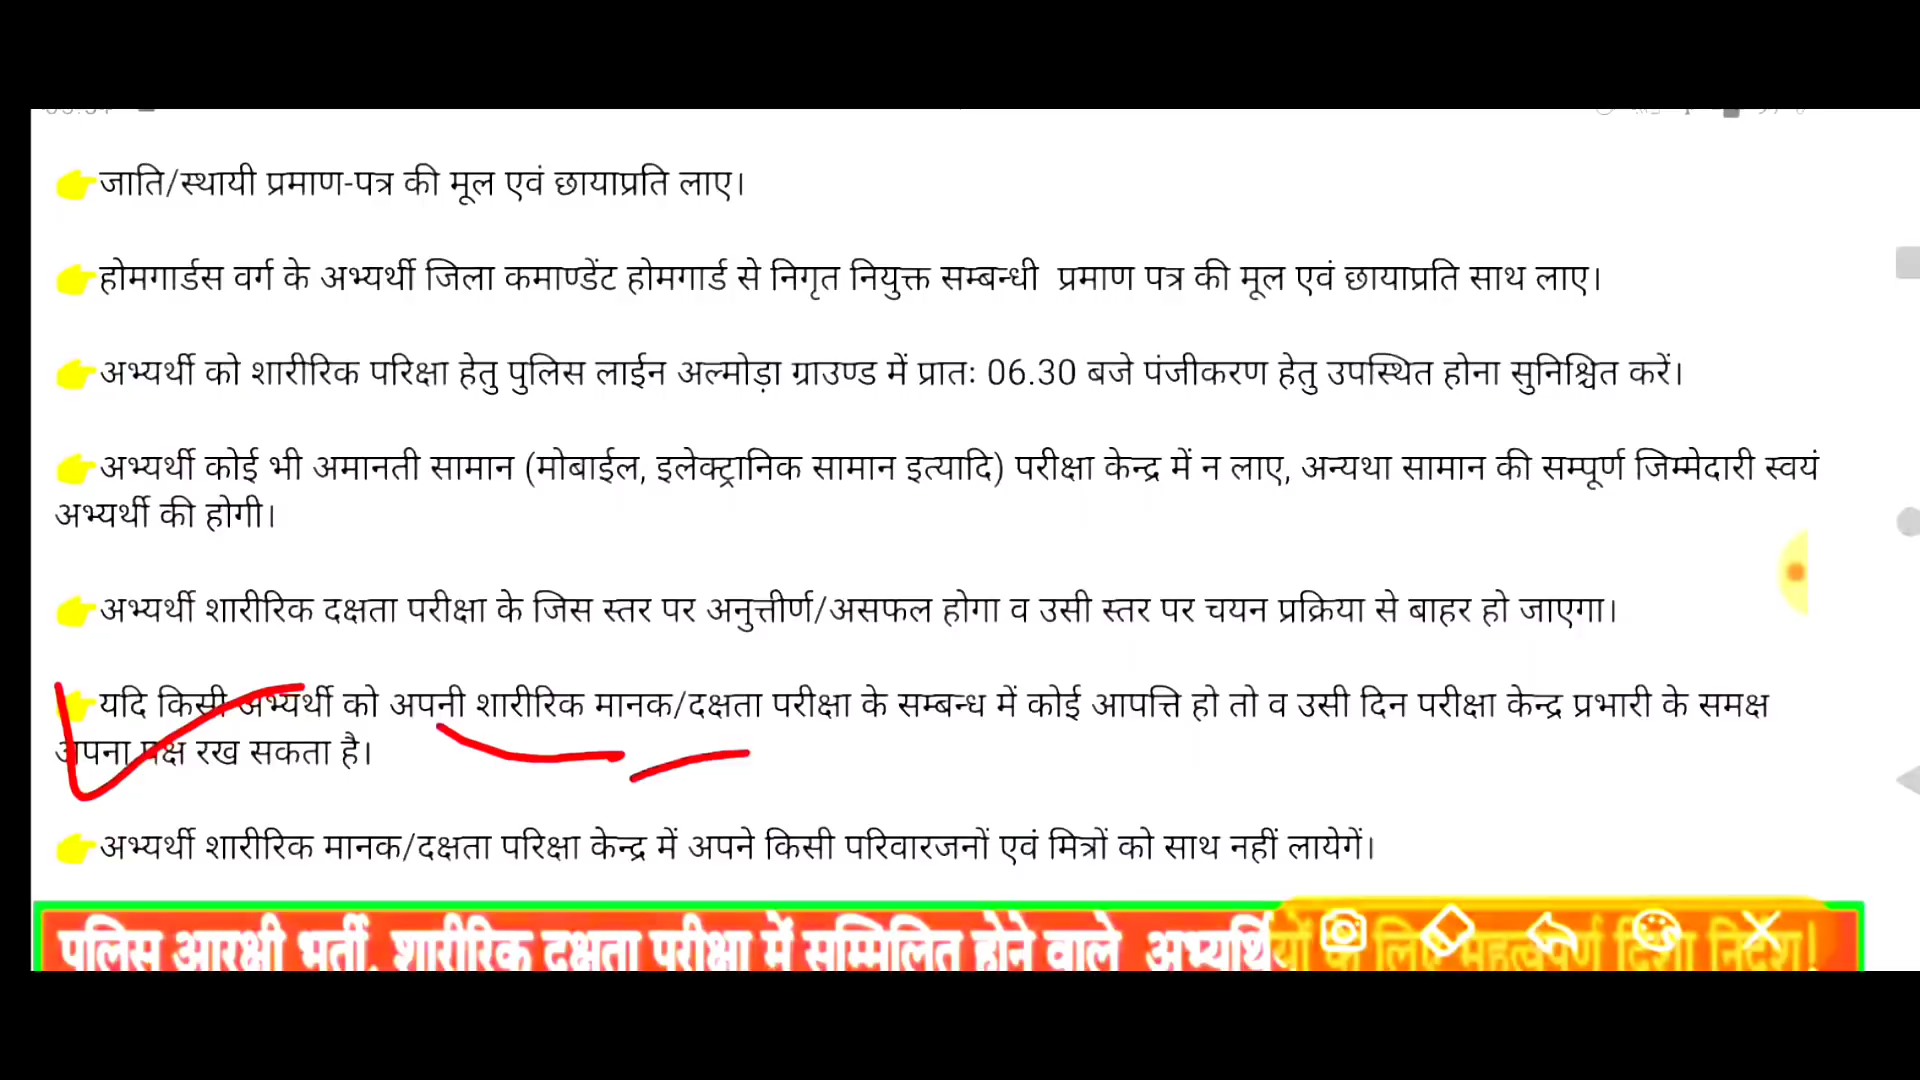 जाति/स्थायी प्रमाण-पत्र की मूल एवं छायाप्रति लाए।
होमगार्डस वर्ग के अभ्यर्थी जिला कमाण्डेंट होमगार्ड से निगृत नियुक्त सम्बन्धी प्रमाण पत्र की मूल एवं छायाप्रति साथ लाए।
अभ्यर्थी को शारीरिक परिक्षा हेतु पुलिस लाईन अल्मोड़ा ग्राउण्ड में प्रातः 06.30 बजे पंजीकरण हेतु उपस्थित होना सुनिश्चित करें।
अभ्यर्थी कोई भी अमानती सामान (मोबाईल, इलेक्ट्रानिक सामान इत्यादि) परीक्षा केन्द्र में न लाए, अन्यथा सामान की सम्पूर्ण जिम्मेदारी स्वयं
अभ्यर्थी की होगी।
अभ्यर्थी शारीरिक दक्षता परीक्षा के जिस स्तर पर अनुत्तीर्ण/असफल होगा व उसी स्तर पर चयन प्रक्रिया से बाहर हो जाएगा।
यदि किसी अभ्यर्थी को अपनी शारीरिक मानक/दक्षता परीक्षा के सम्बन्ध में कोई आपत्ति हो तो व उसी दिन परीक्षा केन्द्र प्रभारी के समक्ष
अपना पक्ष रख सकता है।
अभ्यर्थी शारीरिक मानक/दक्षता परिक्षा केन्द्र में अपने किसी परिवारजनों एवं मित्रों को साथ नहीं लायेगें।
पुलिस आरक्षी भर्ती, शारीरिक दक्षता परीक्षा में सम्मिलित होने वाले अभ्यर्थियों के लिए महत्वपूर्ण दिशा निर्देश!